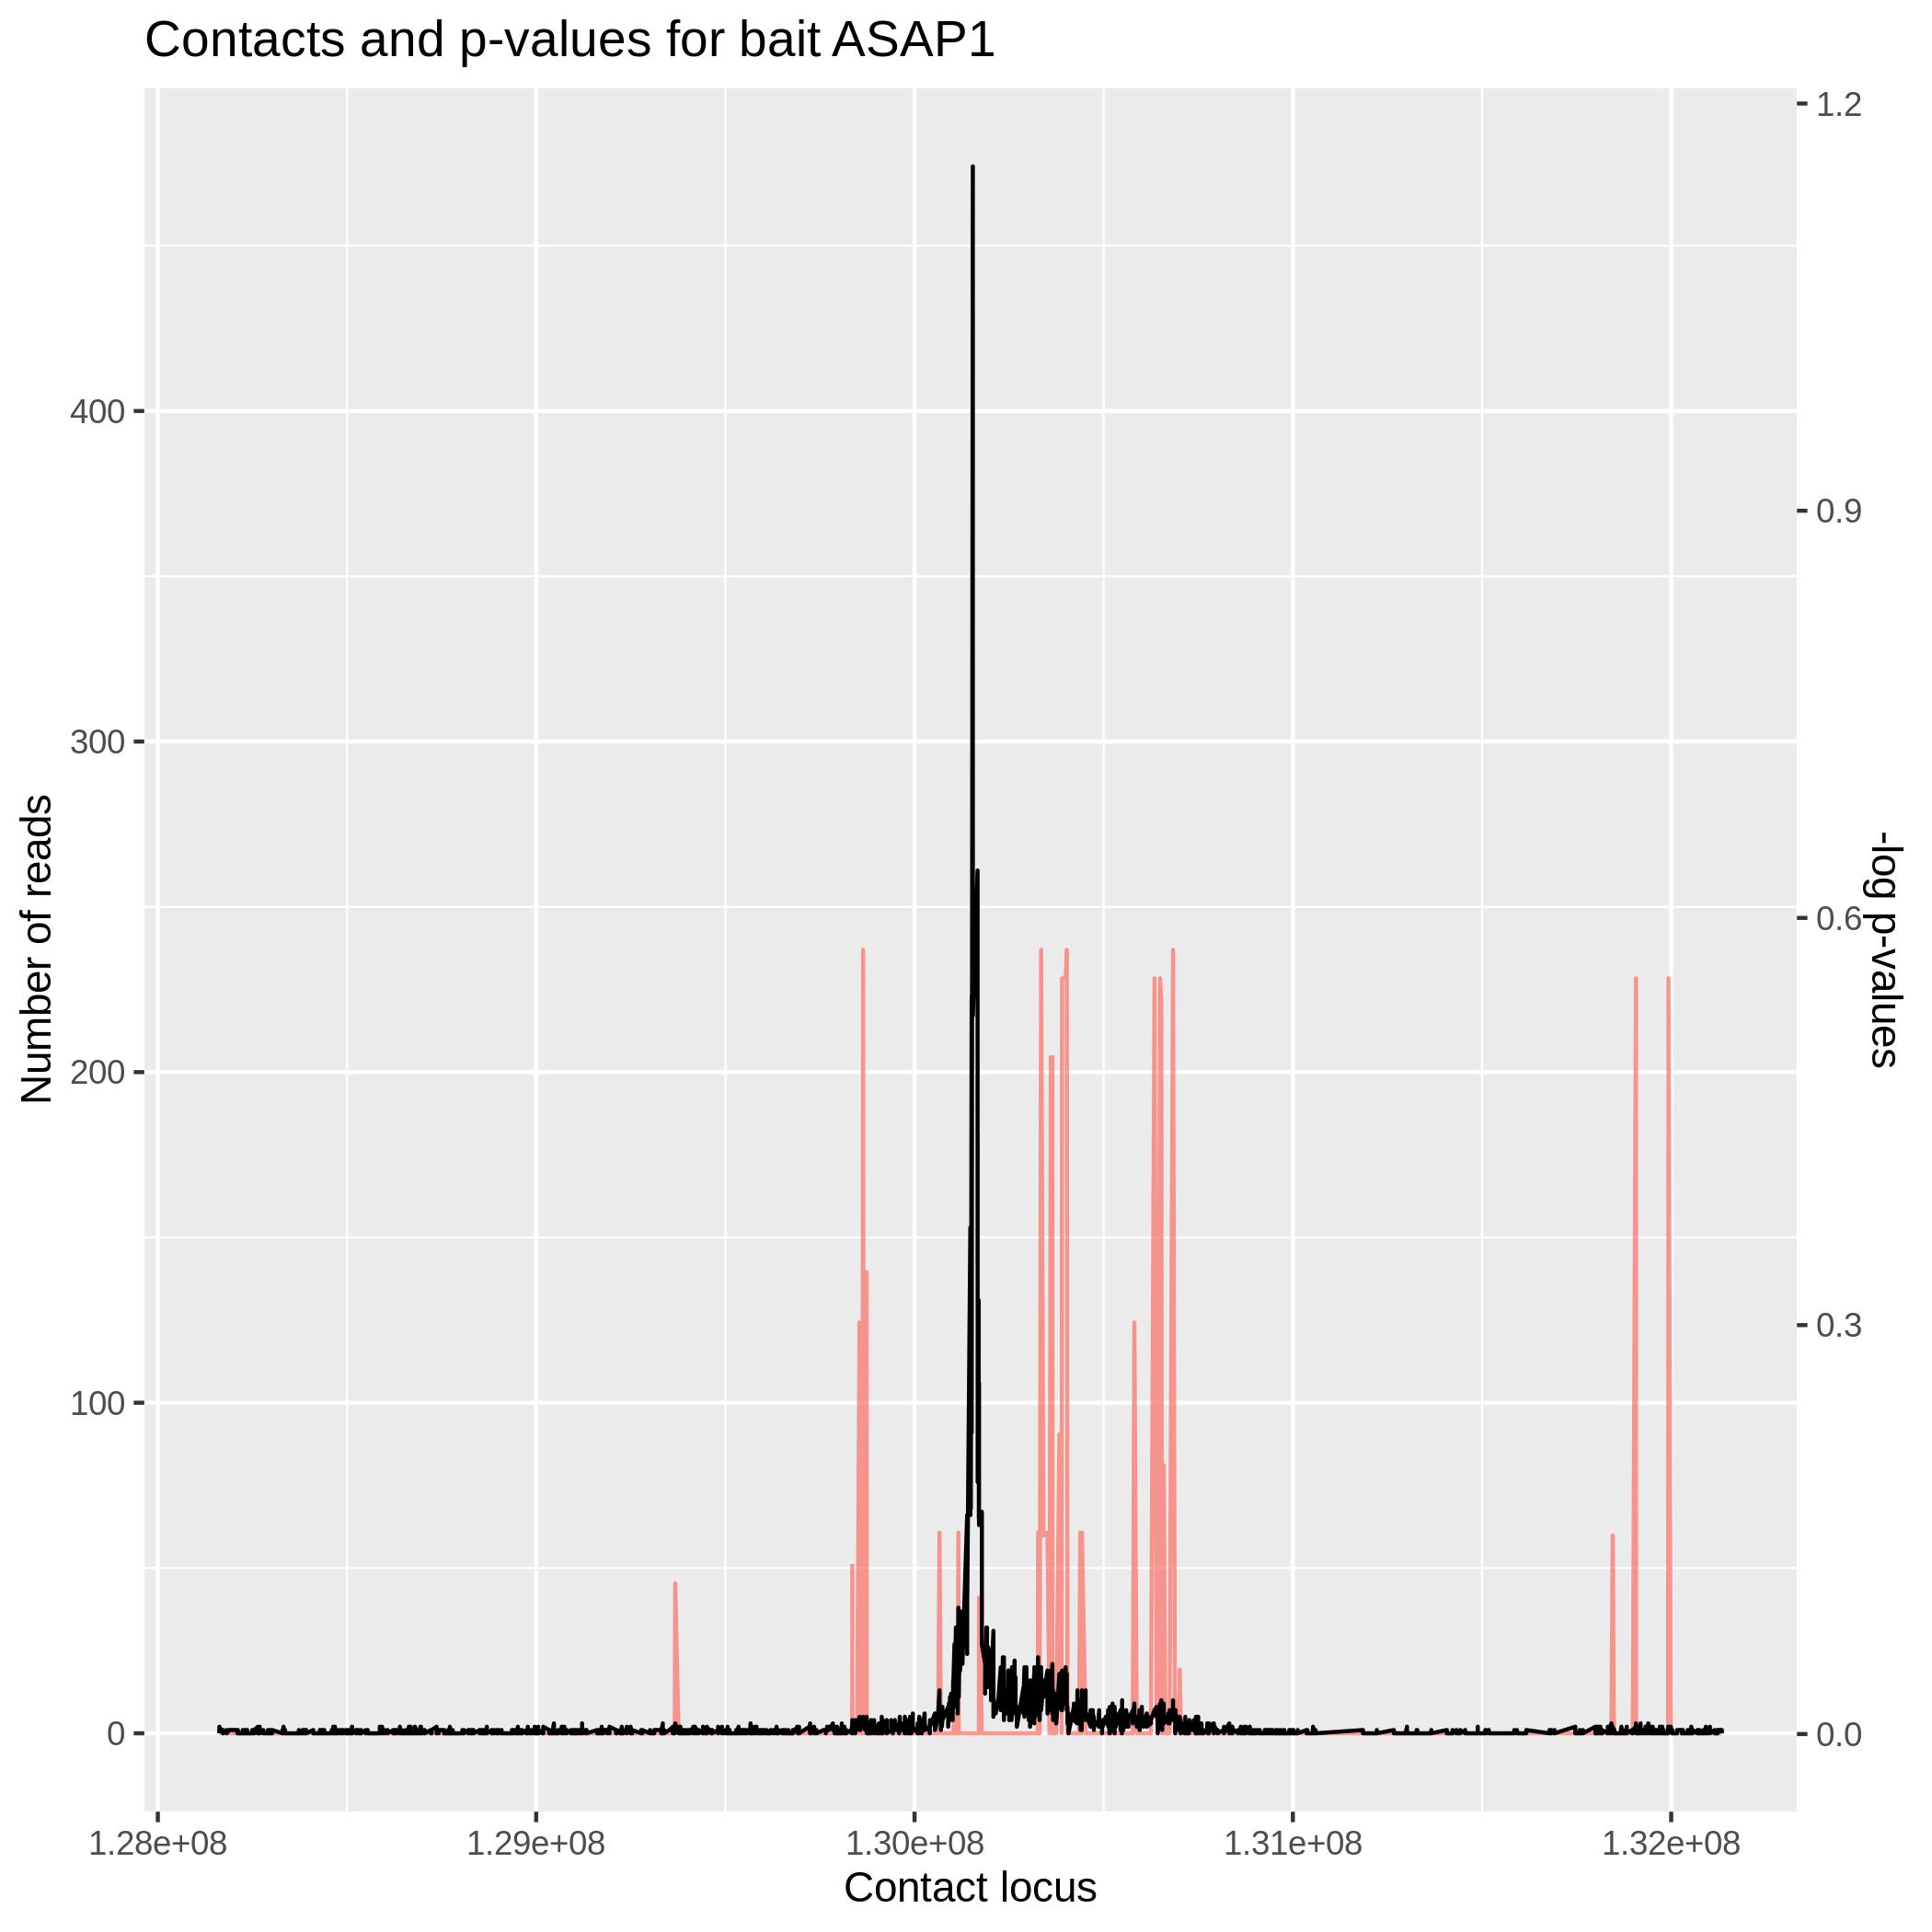 Contacts and p-values for bait ASAP1
Number of reads
400
300
200
100
0
1.2
0.9
0.6
0.3
0.0
-log p-values
1.28e+08
1.29e+08
1.30e+08
1.31e+08
1.32e+08
Contact locus